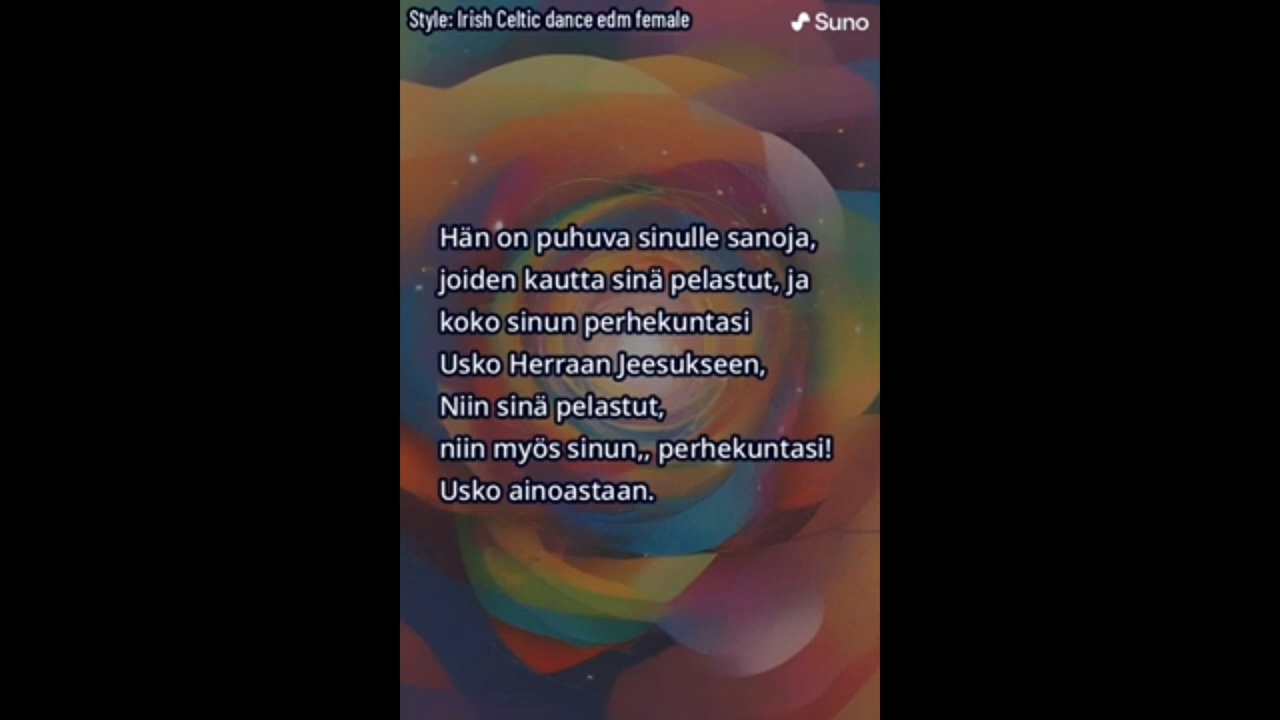 Style: Irish Celtic dance edm female
Suno
Hän on puhuva sinulle sanoja,
joiden kautta sinä pelastut, ja
koko sinun perhekuntasi
Usko Herraan Jeesukseen,
Niin sinä pelastut,
niin myös sinun,, perhekuntasi!
Usko ainoastaan.